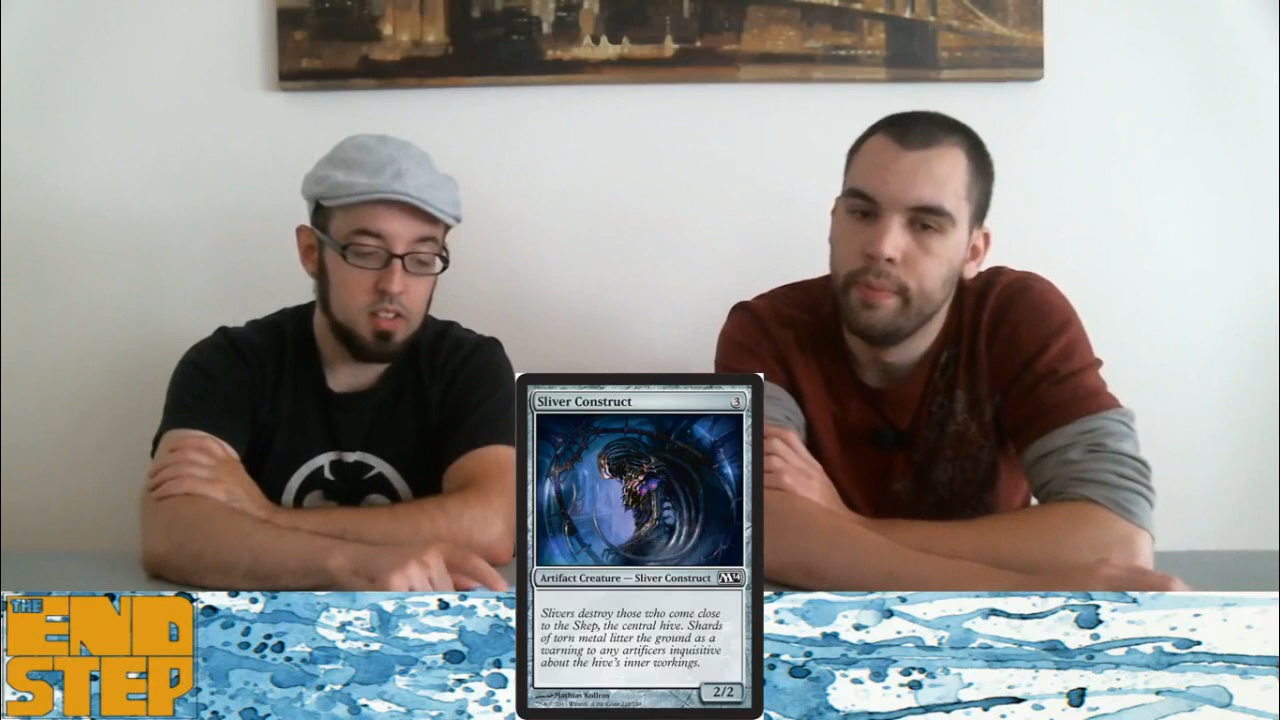 Sliver Construct 3
Artifact Creature — Sliver Construct M14
Slivers destroy those who come close
to the Skep, the central hive. Shards
of torn metal litter the ground as a
warning to any artificers inquisitive
about the hive's inner workings.
2/2
Mathias Kollros
THE
END
STEP